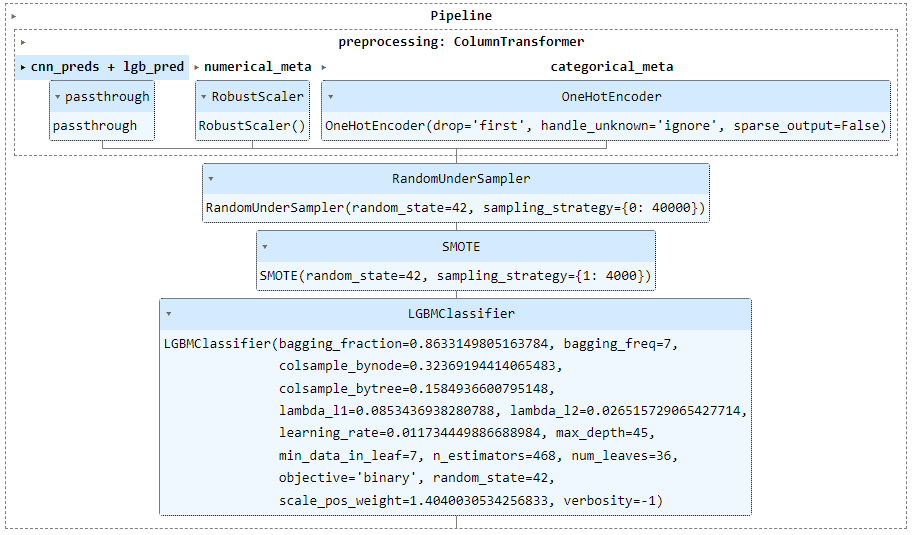 Pipeline
preprocessing: ColumnTransformer
cnn_preds + lgb_pred numerical_meta categorical_meta
passthrough RobustScaler OneHotEncoder
passthrough RobustScaler() OneHotEncoder(drop='first', handle_unknown='ignore', sparse_output=False)
RandomUnderSampler
RandomUnderSampler(random_state=42, sampling_strategy={0: 40000})
SMOTE
SMOTE(random_state=42, sampling_strategy={1: 4000})
LGBMClassifier
LGBMClassifier(bagging_fraction=0.8633149805163784, bagging_freq=7,
colsample_bynode=0.32369194414065483,
colsample_bytree=0.1584936600795148,
lambda_l1=0.0853436938280788, lambda_l2=0.026515729065427714,
learning_rate=0.011734449886688984, max_depth=45,
min_data_in_leaf=7, n_estimators=468, num_leaves=36,
objective='binary', random_state=42,
scale_pos_weight=1.4040030534256833, verbosity=-1)